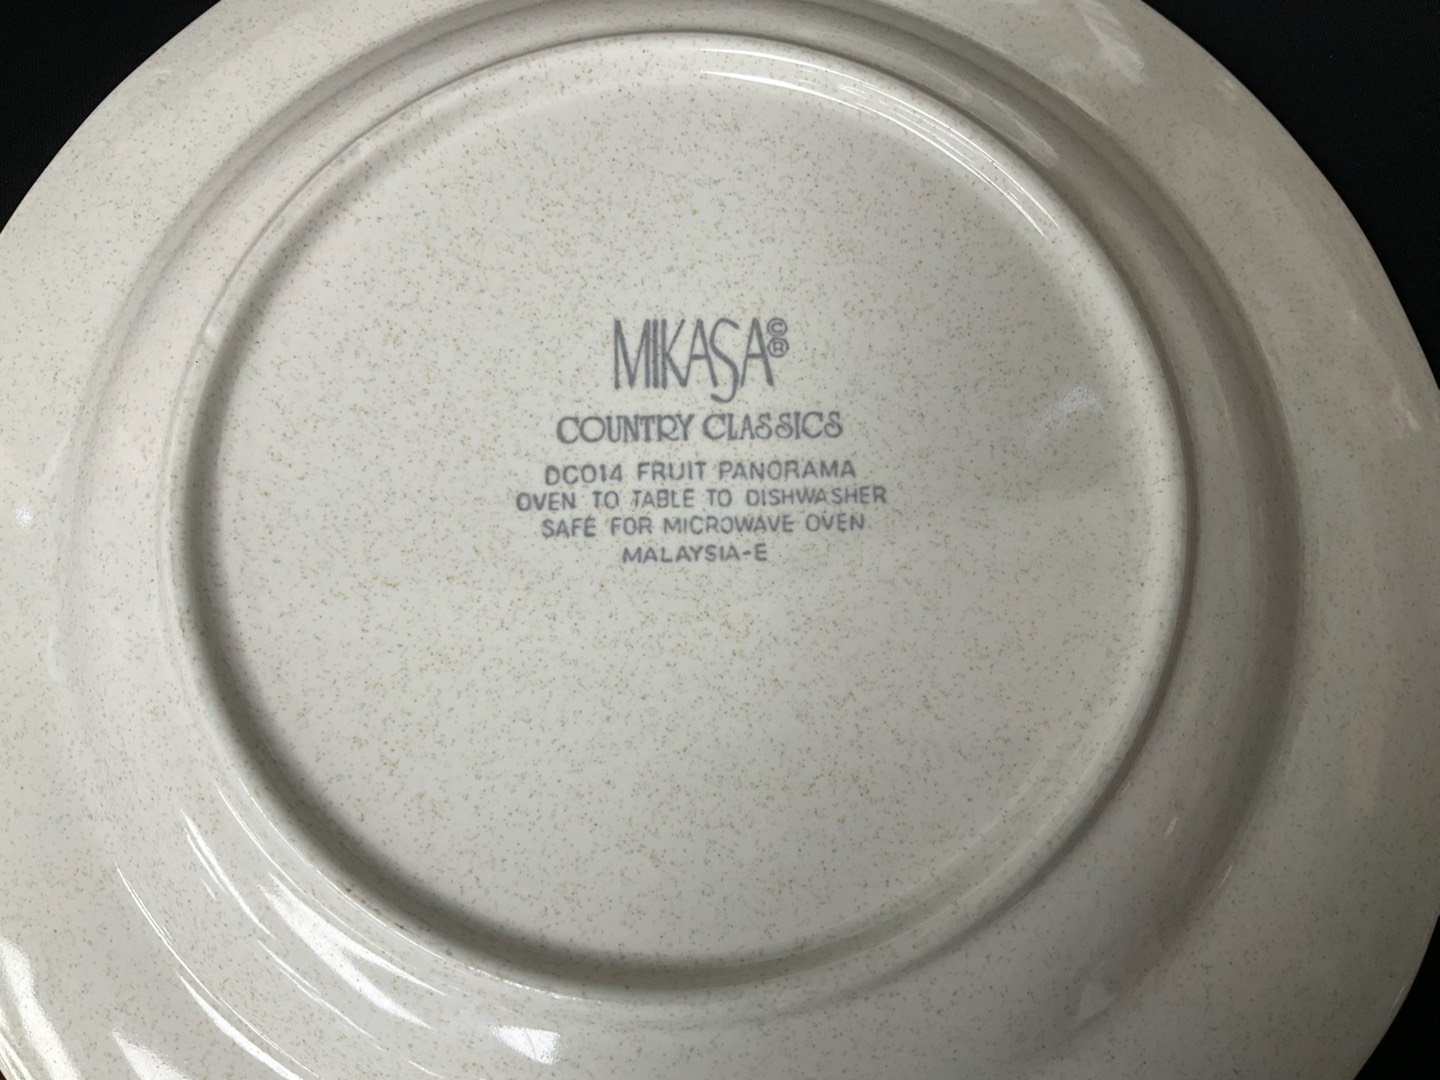 MIKASA©®
COUNTRY CLASSICS
DC014 FRUIT PANORAMA
OVEN TO TABLE TO DISHWASHER
SAFE FOR MICROWAVE OVEN
MALAYSIA-E